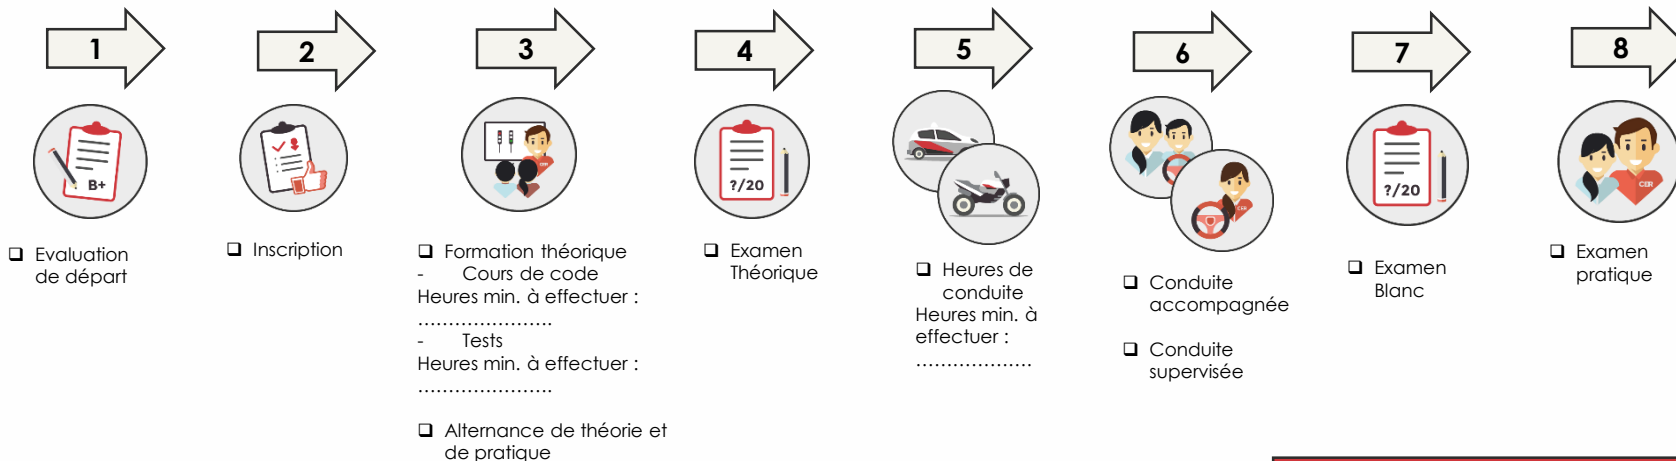 1
2
3
4
5
6
7
8
B+
?/20
CER
?/20
CER
Evaluation
de départ
Inscription
Formation théorique
- Cours de code
Heures min. à effectuer :
......................
- Tests
Heures min. à effectuer :
......................
Alternance de théorie et
de pratique
Examen
Théorique
Heures de
conduite
Heures min. à
effectuer :
...................
Conduite
accompagnée
Conduite
supervisée
Examen
Blanc
Examen
pratique